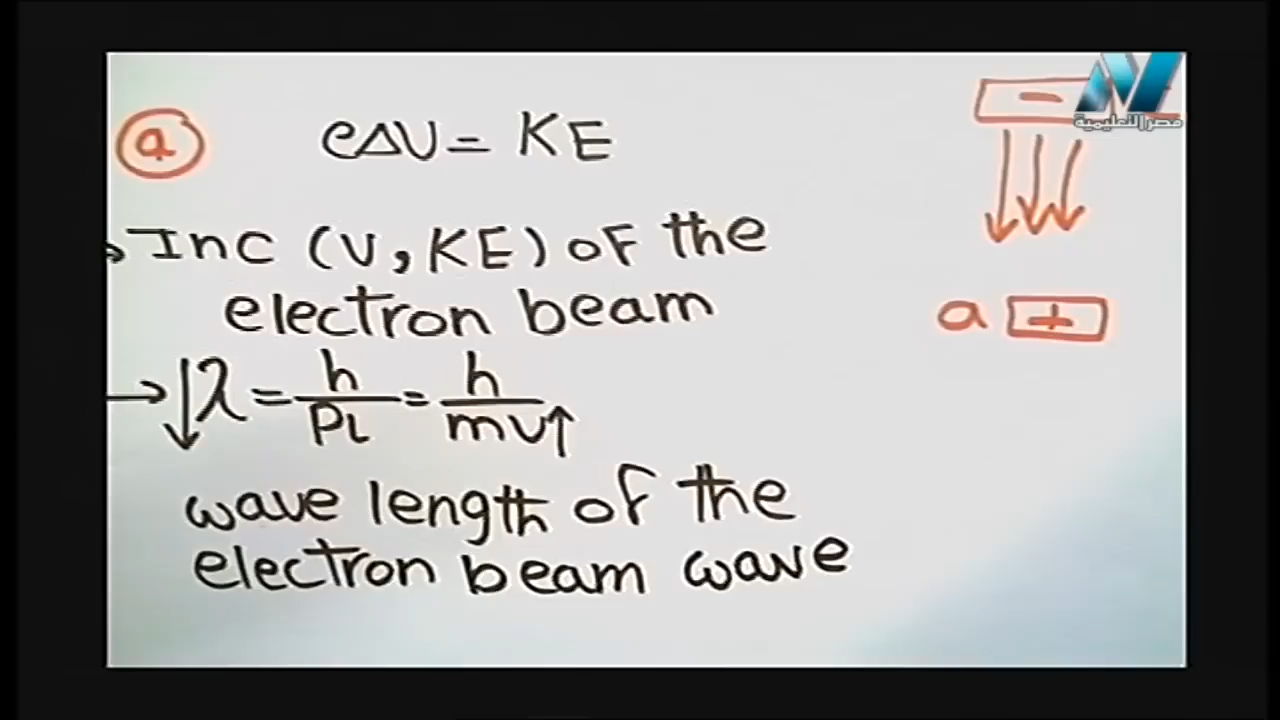 a
eΔV = KE
Inc (V, KE) of the
electron beam
→ ↓λ = h/PL = h/mv↑
wave length of the
electron beam wave
-
a +
مصر التعليمية